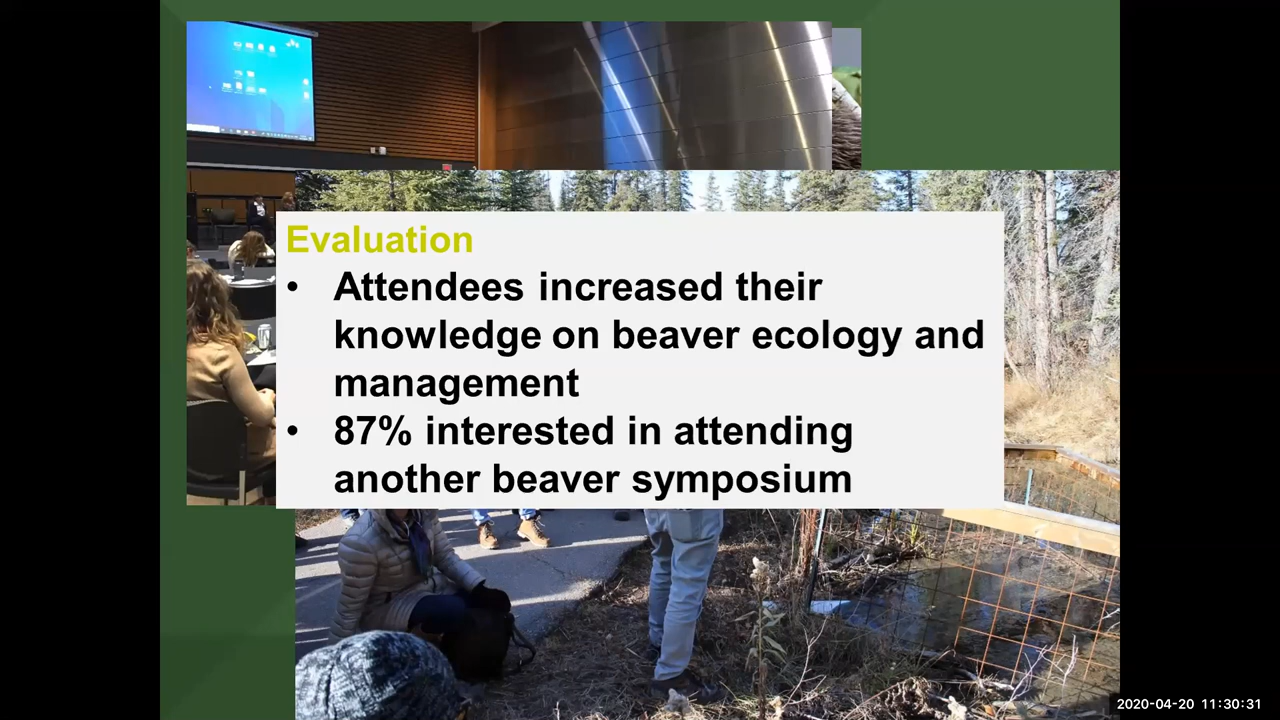 Evaluation
• Attendees increased their
knowledge on beaver ecology and
management
• 87% interested in attending
another beaver symposium
2020-04-20 11:30:31